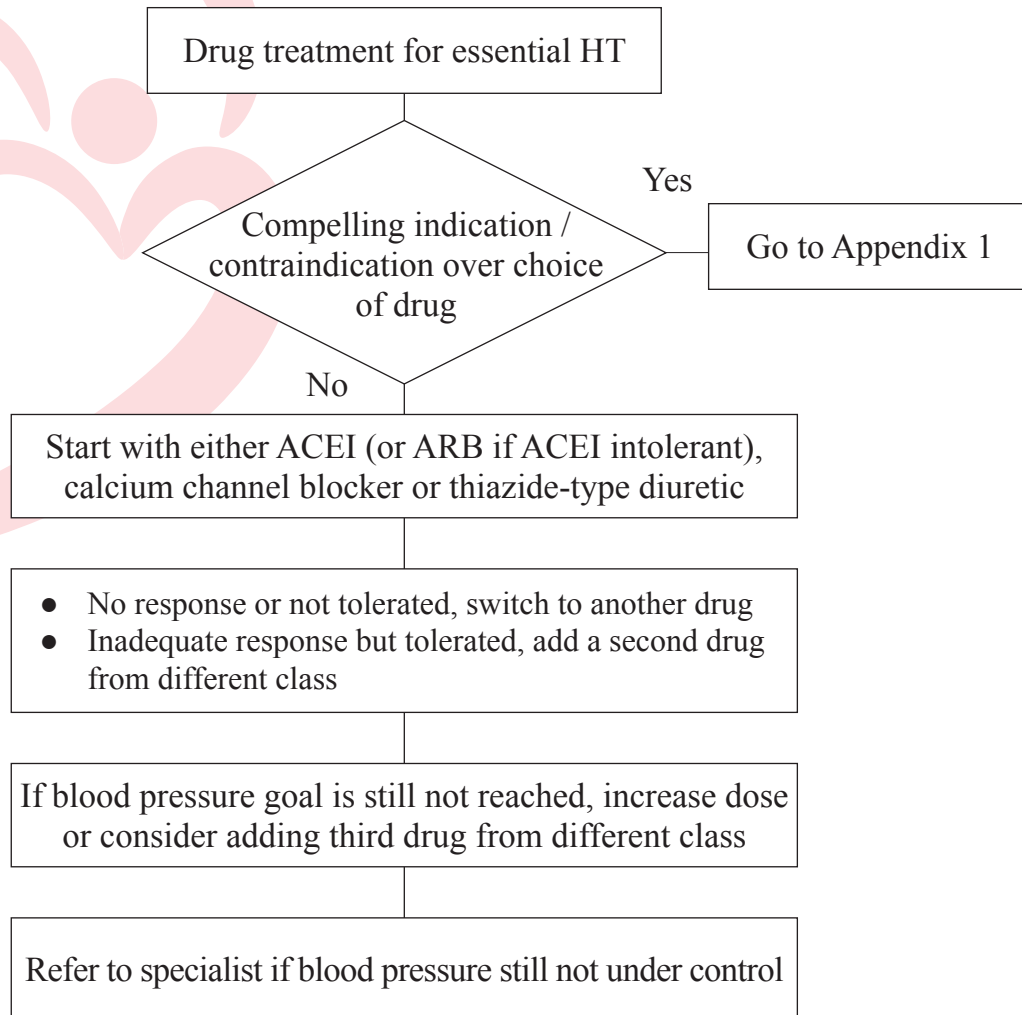 Drug treatment for essential HT
Compelling indication /
contraindication over choice
of drug
Yes
Go to Appendix 1
No
Start with either ACEI (or ARB if ACEI intolerant),
calcium channel blocker or thiazide-type diuretic
● No response or not tolerated, switch to another drug
● Inadequate response but tolerated, add a second drug
from different class
If blood pressure goal is still not reached, increase dose
or consider adding third drug from different class
Refer to specialist if blood pressure still not under control